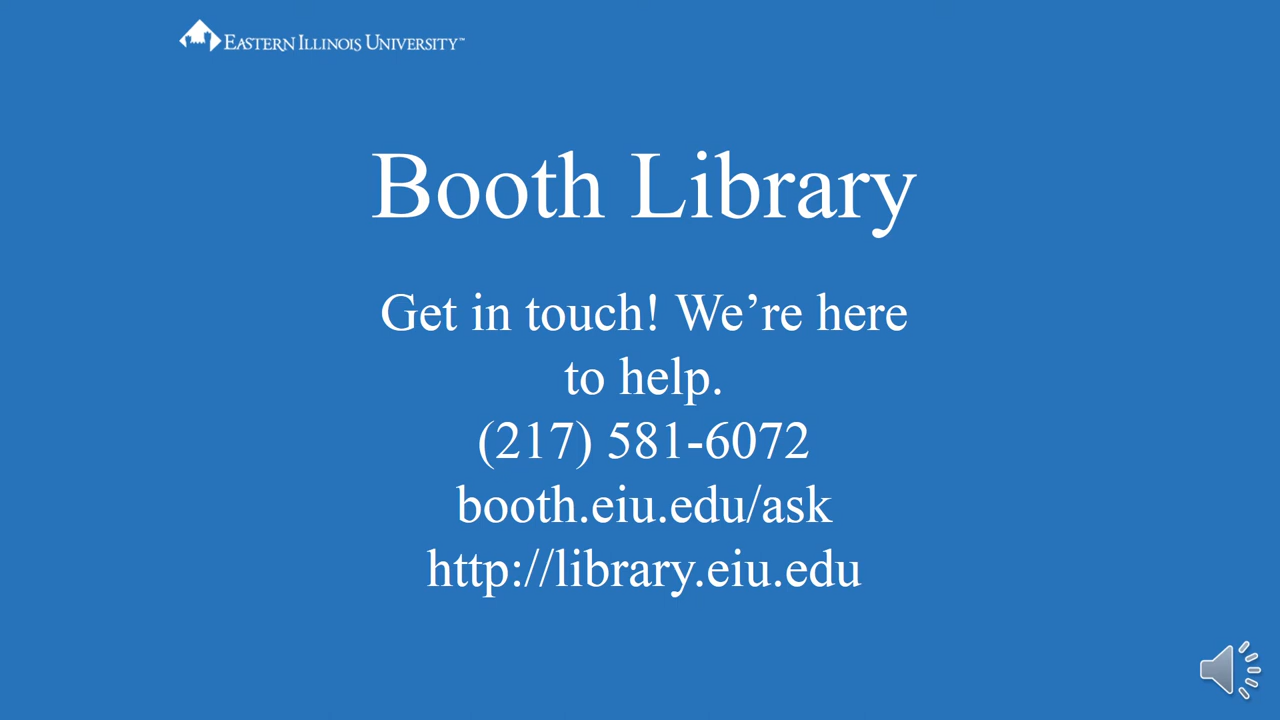 EASTERN ILLINOIS UNIVERSITY™
Booth Library
Get in touch! We’re here
to help.
(217) 581-6072
booth.eiu.edu/ask
http://library.eiu.edu